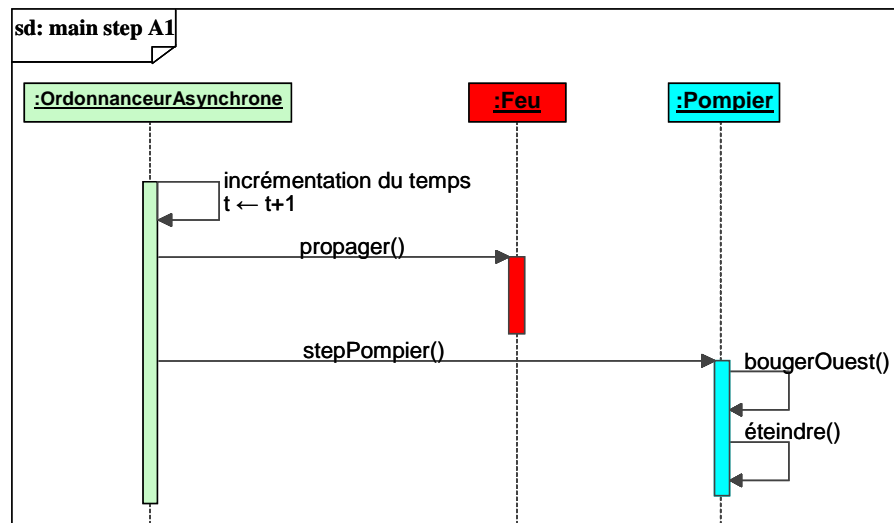 sd: main step A1
:OrdonnanceurAsynchrone
:Feu
:Pompier
incrémentation du temps
t ← t+1
propager()
stepPompier()
bougerOuest()
éteindre()